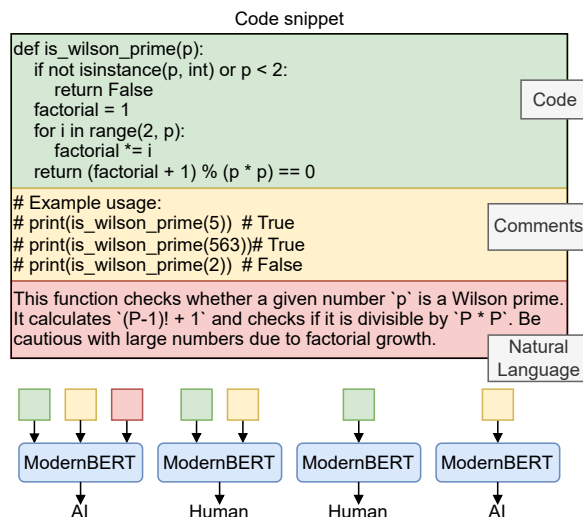 Code snippet
def is_wilson_prime(p):
    if not isinstance(p, int) or p < 2:
        return False
    factorial = 1
    for i in range(2, p):
        factorial *= i
    return (factorial + 1) % (p * p) == 0
Code
# Example usage:
# print(is_wilson_prime(5))  # True
# print(is_wilson_prime(563))# True
# print(is_wilson_prime(2))  # False
Comments
This function checks whether a given number `p` is a Wilson prime.
It calculates `(P-1)! + 1` and checks if it is divisible by `P * P`. Be
cautious with large numbers due to factorial growth.
Natural
Language
ModernBERT ModernBERT ModernBERT ModernBERT
AI Human Human AI